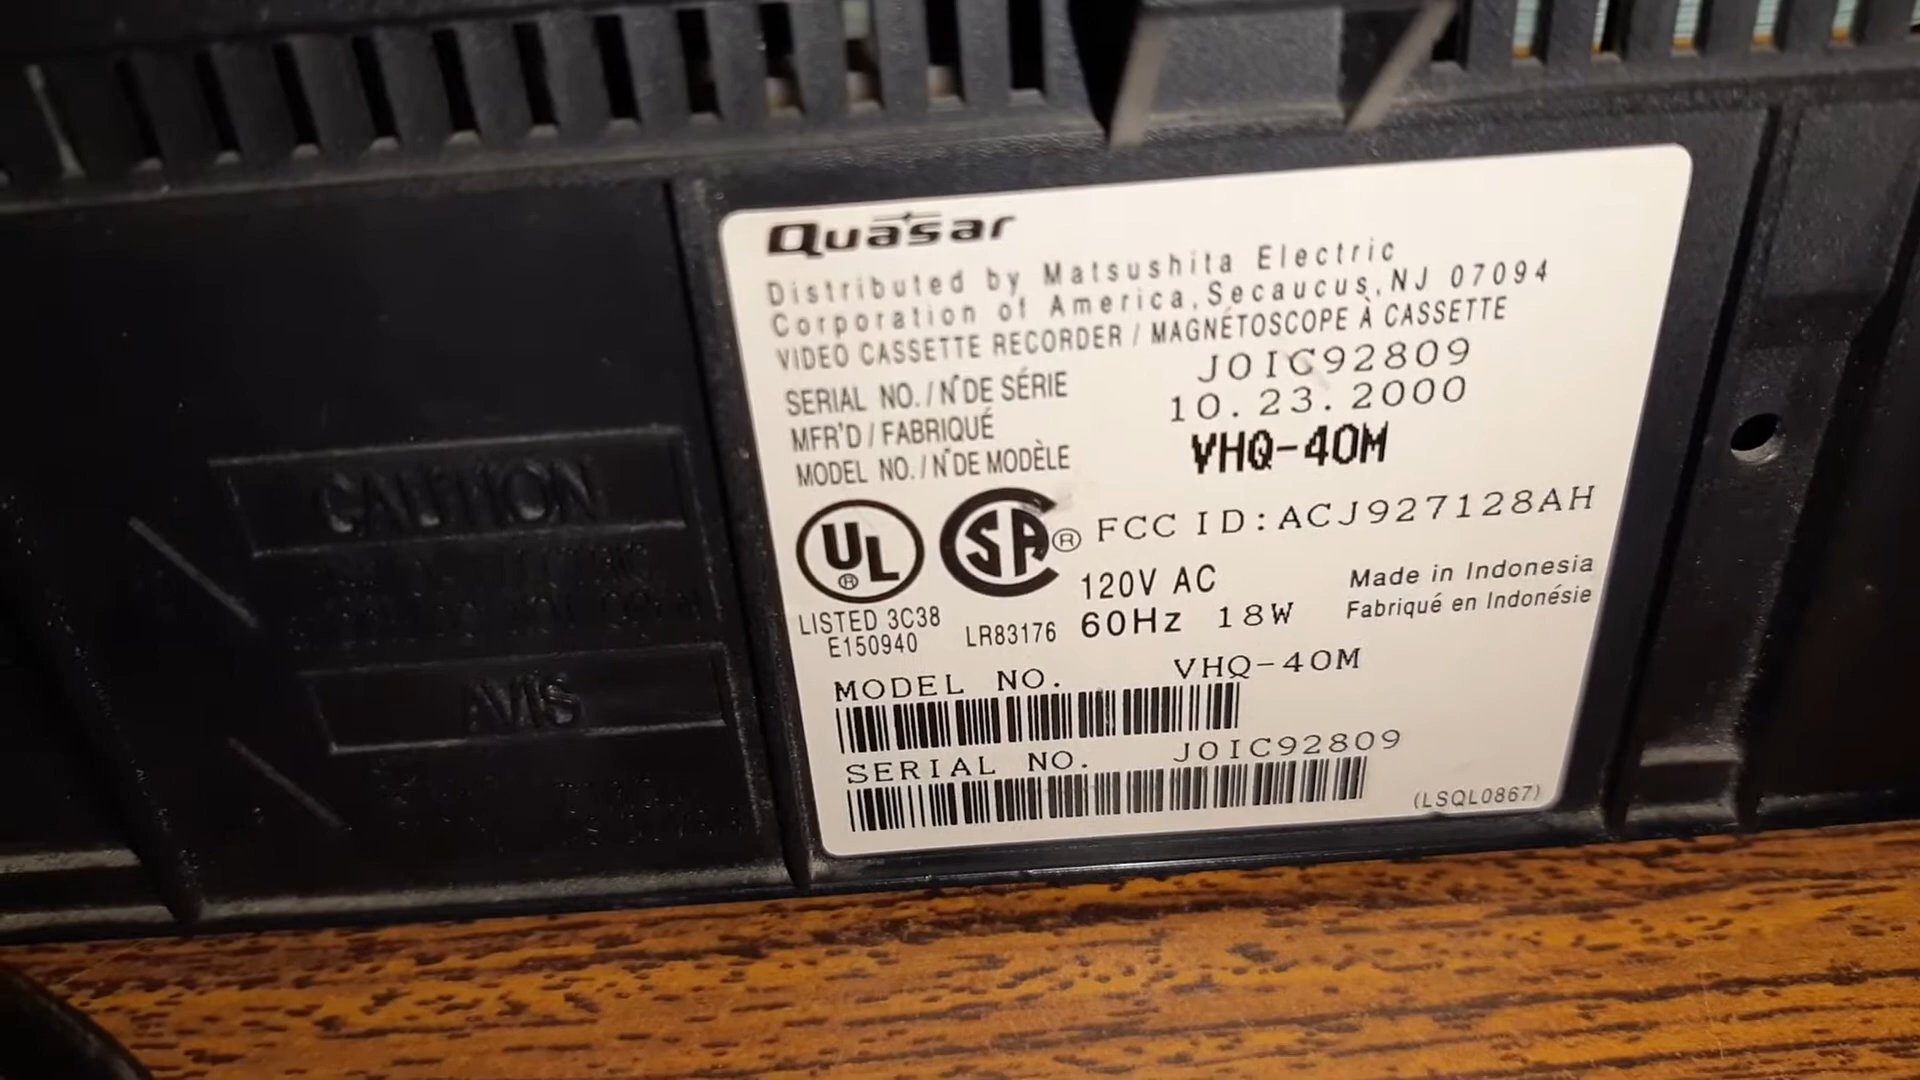 Quasar
Distributed by Matsushita Electric
Corporation of America, Secaucus, NJ 07094
VIDEO CASSETTE RECORDER / MAGNÉTOSCOPE À CASSETTE
SERIAL NO. / N° DE SÉRIE JOIC92809
MFR'D / FABRIQUÉ 10. 23. 2000
MODEL NO. / N° DE MODÈLE VHQ-40M
UL® SA® FCC ID: ACJ927128AH
120V AC
60Hz 18W
Made in Indonesia
Fabriqué en Indonésie
LISTED 3C38
E150940
LR83176
MODEL NO. VHQ-40M
SERIAL NO. JOIC92809
(LSQL0867)
CAUTION
AVIS